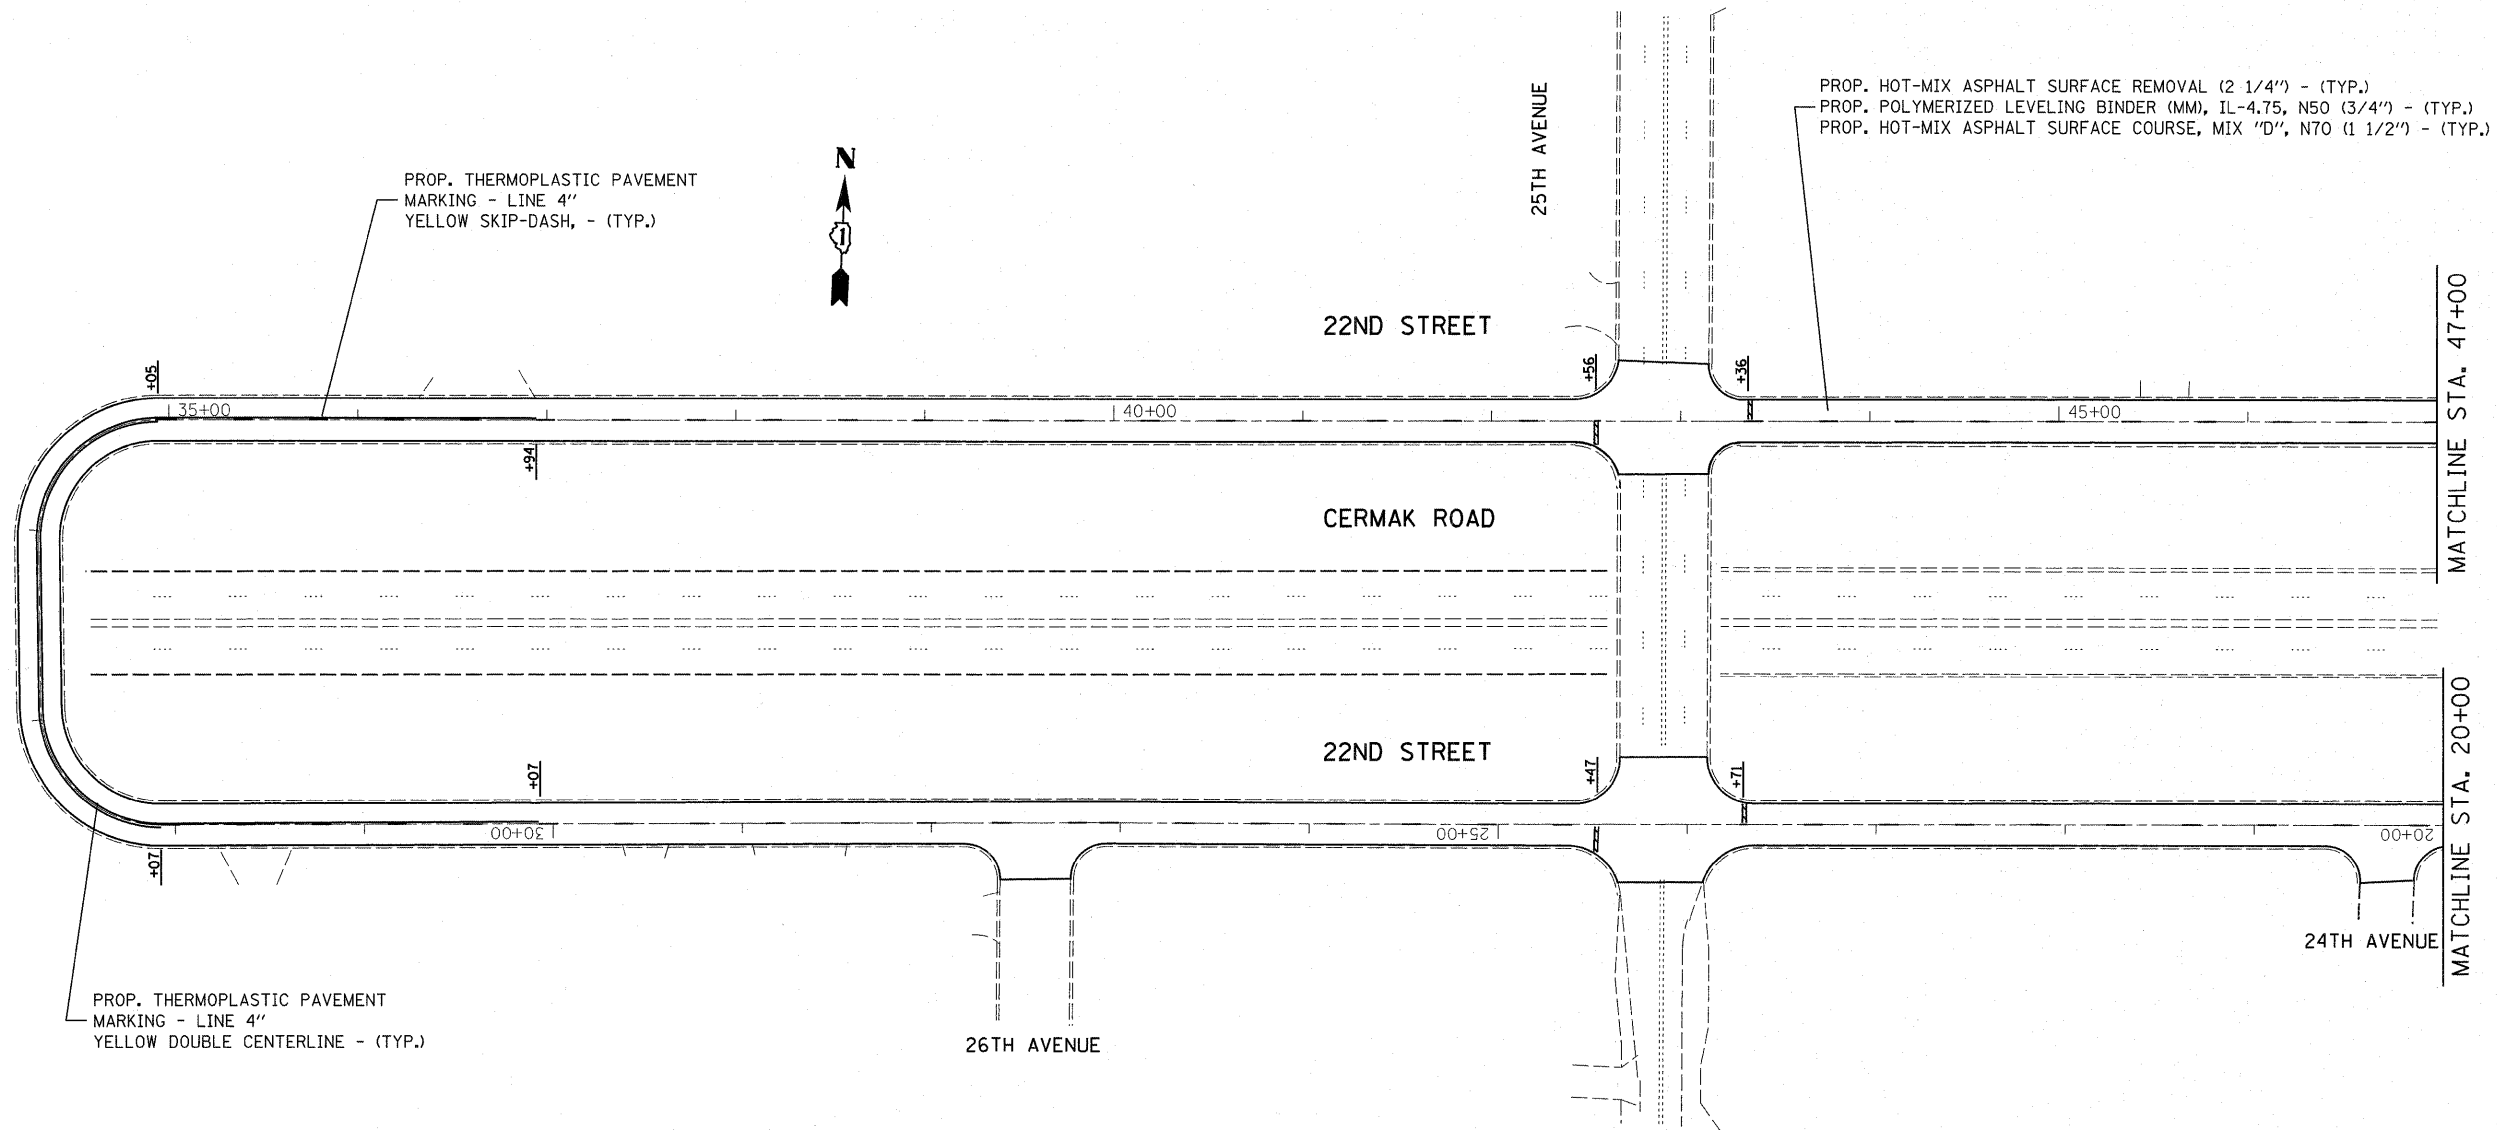 25TH AVENUE
PROP. HOT-MIX ASPHALT SURFACE REMOVAL (2 1/4") - (TYP.)
PROP. POLYMERIZED LEVELING BINDER (MM), IL-4.75, N50 (3/4") - (TYP.)
PROP. HOT-MIX ASPHALT SURFACE COURSE, MIX "D", N70 (1 1/2") - (TYP.)
N
1
PROP. THERMOPLASTIC PAVEMENT
MARKING - LINE 4"
YELLOW SKIP-DASH, - (TYP.)
22ND STREET
MATCHLINE STA. 47+00
+05
+56
+36
35+00
40+00
45+00
+94
CERMAK ROAD
22ND STREET
MATCHLINE STA. 20+00
+07
+47
+71
30+00
25+00
20+00
+07
24TH AVENUE
PROP. THERMOPLASTIC PAVEMENT
MARKING - LINE 4"
YELLOW DOUBLE CENTERLINE - (TYP.)
26TH AVENUE